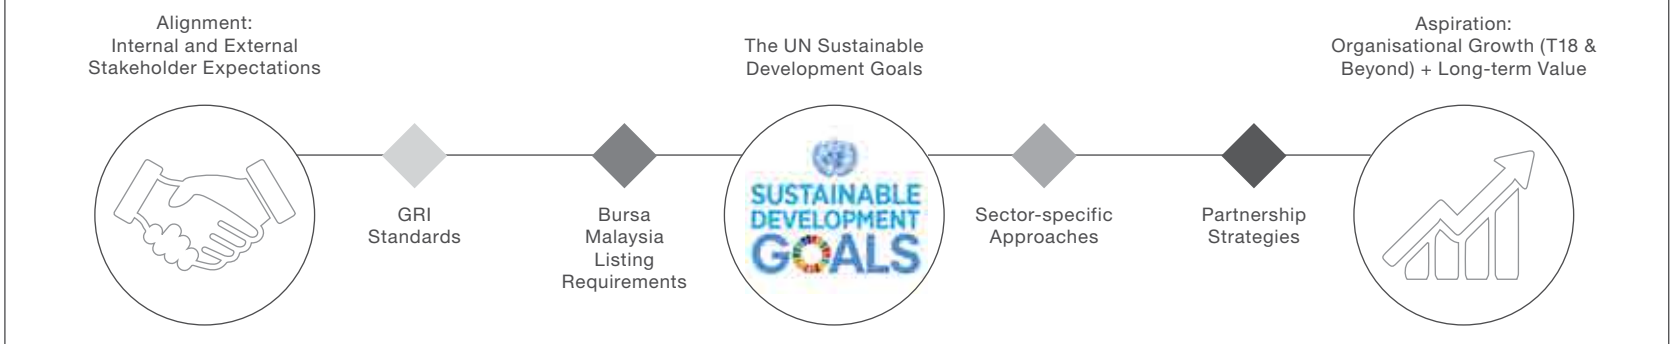 Alignment:
Internal and External
Stakeholder Expectations
GRI
Standards
Bursa
Malaysia
Listing
Requirements
The UN Sustainable
Development Goals
SUSTAINABLE
DEVELOPMENT
GOALS
Sector-specific
Approaches
Partnership
Strategies
Aspiration:
Organisational Growth (T18 &
Beyond) + Long-term Value